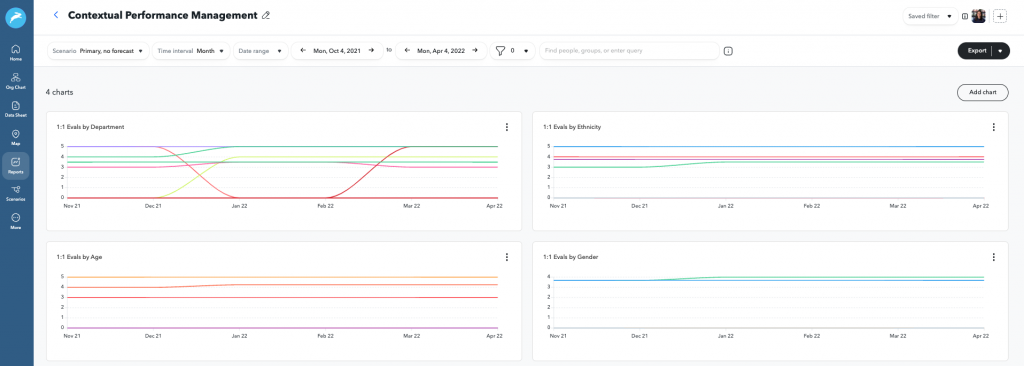 Contextual Performance Management
Saved filter
Home
Org Chart
Data Sheet
Map
Reports
Scenarios
More
Scenario Primary, no forecast
Time interval Month
Date range
Mon, Oct 4, 2021
to
Mon, Apr 4, 2022
0
Find people, groups, or enter query
Export
4 charts
Add chart
1:1 Evals by Department
5
4
3
2
1
0
Nov 21 Dec 21 Jan 22 Feb 22 Mar 22 Apr 22
1:1 Evals by Ethnicity
5
4
3
2
1
0
Nov 21 Dec 21 Jan 22 Feb 22 Mar 22 Apr 22
1:1 Evals by Age
5
4
3
2
1
0
Nov 21 Dec 21 Jan 22 Feb 22 Mar 22 Apr 22
1:1 Evals by Gender
4
3
2
2
1
0
Nov 21 Dec 21 Jan 22 Feb 22 Mar 22 Apr 22